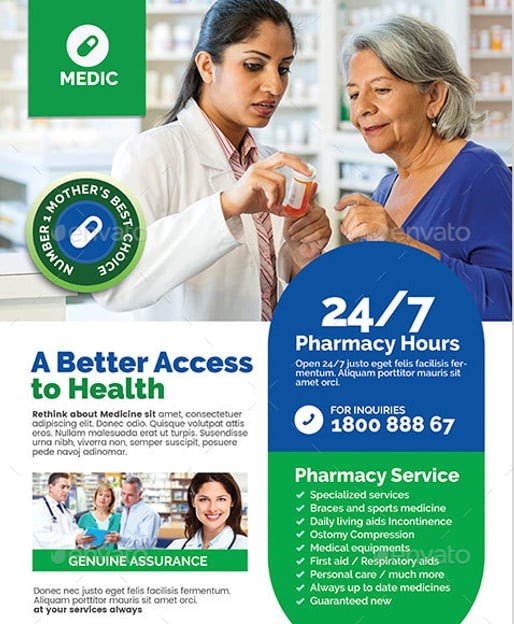 MEDIC
NUMBER 1 MOTHER'S BEST CHOICE
24/7
Pharmacy Hours
Open 24/7 justo eget felis facilisis fer-
mentum. Aliquam porttitor mauris sit
amet orci.
FOR INQUIRIES
1800 888 67
A Better Access
to Health
Rethink about Medicine sit amet, consectetuer
adipiscing elit. Donec odio. Quisque volutpat attis
eros. Nullam malesuada erat ut turpis. Susendisse
urna nibh, viverra non, semper suscipit, posuere
pede navoj adinomar.
GENUINE ASSURANCE
Donec nec justo eget felis facilisis fermentum.
Aliquam porttitor mauris sit amet orci.
at your services always
Pharmacy Service
Specialized services
Braces and sports medicine
Daily living aids Incontinence
Ostomy Compression
Medical equipments
First aid / Respiratory aids
Personal care / much more
Always up to date medicines
Guaranteed new
envato
envato
envato
envato